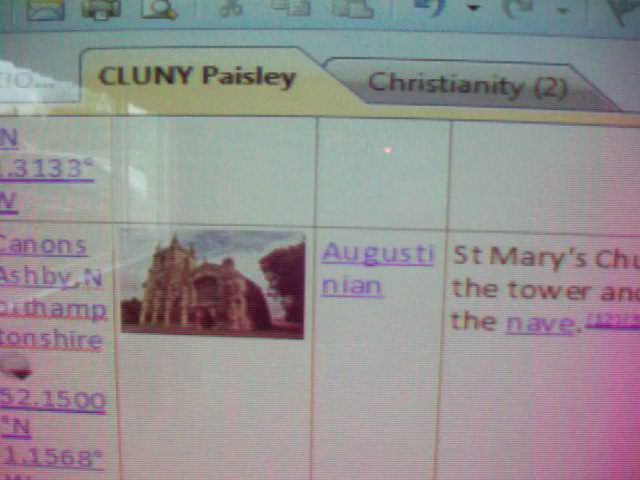 CLUNY Paisley
Christianity (2)
N
1.3133°
W
Canons
Ashby, N
orthamp
tonshire
52.1500
°N
1.1568°
Augusti
nian
St Mary's Chu
the tower and
the nave.